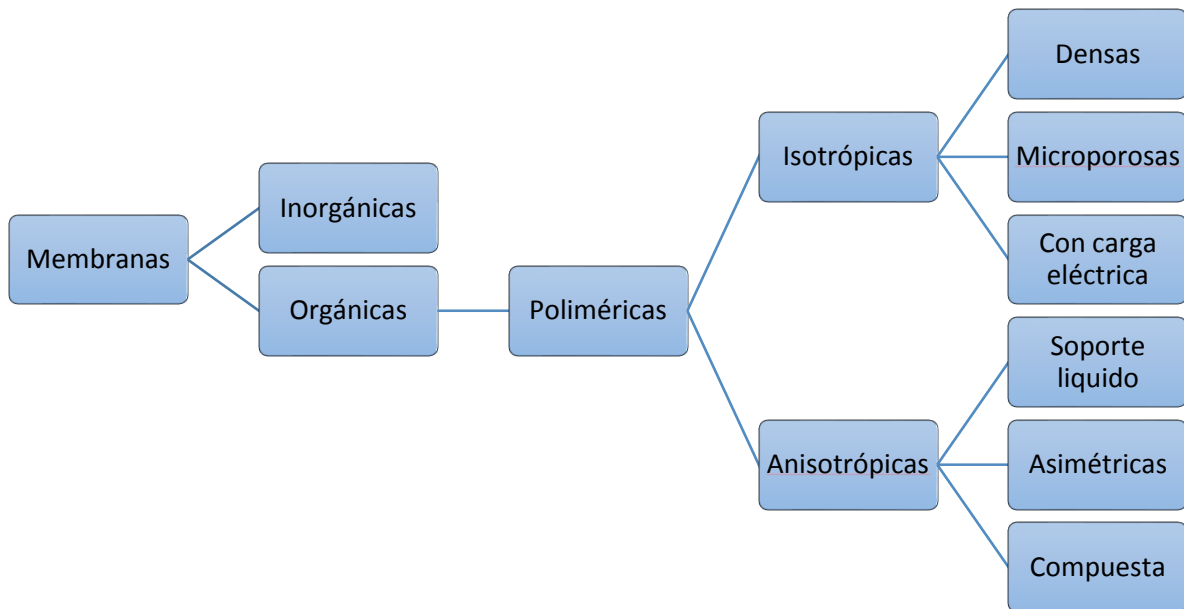 Membranas
Inorgánicas
Orgánicas
Poliméricas
Isotrópicas
Densas
Microporosas
Con carga
eléctrica
Anisotrópicas
Soporte
liquido
Asimétricas
Compuesta